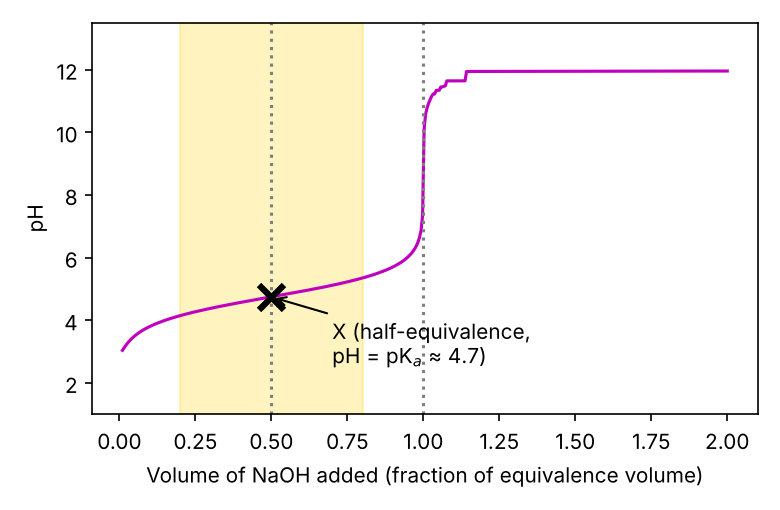 12
10
8
6
4
2
pH
X (half-equivalence,
pH = pKₐ ≈ 4.7)
0.00 0.25 0.50 0.75 1.00 1.25 1.50 1.75 2.00
Volume of NaOH added (fraction of equivalence volume)